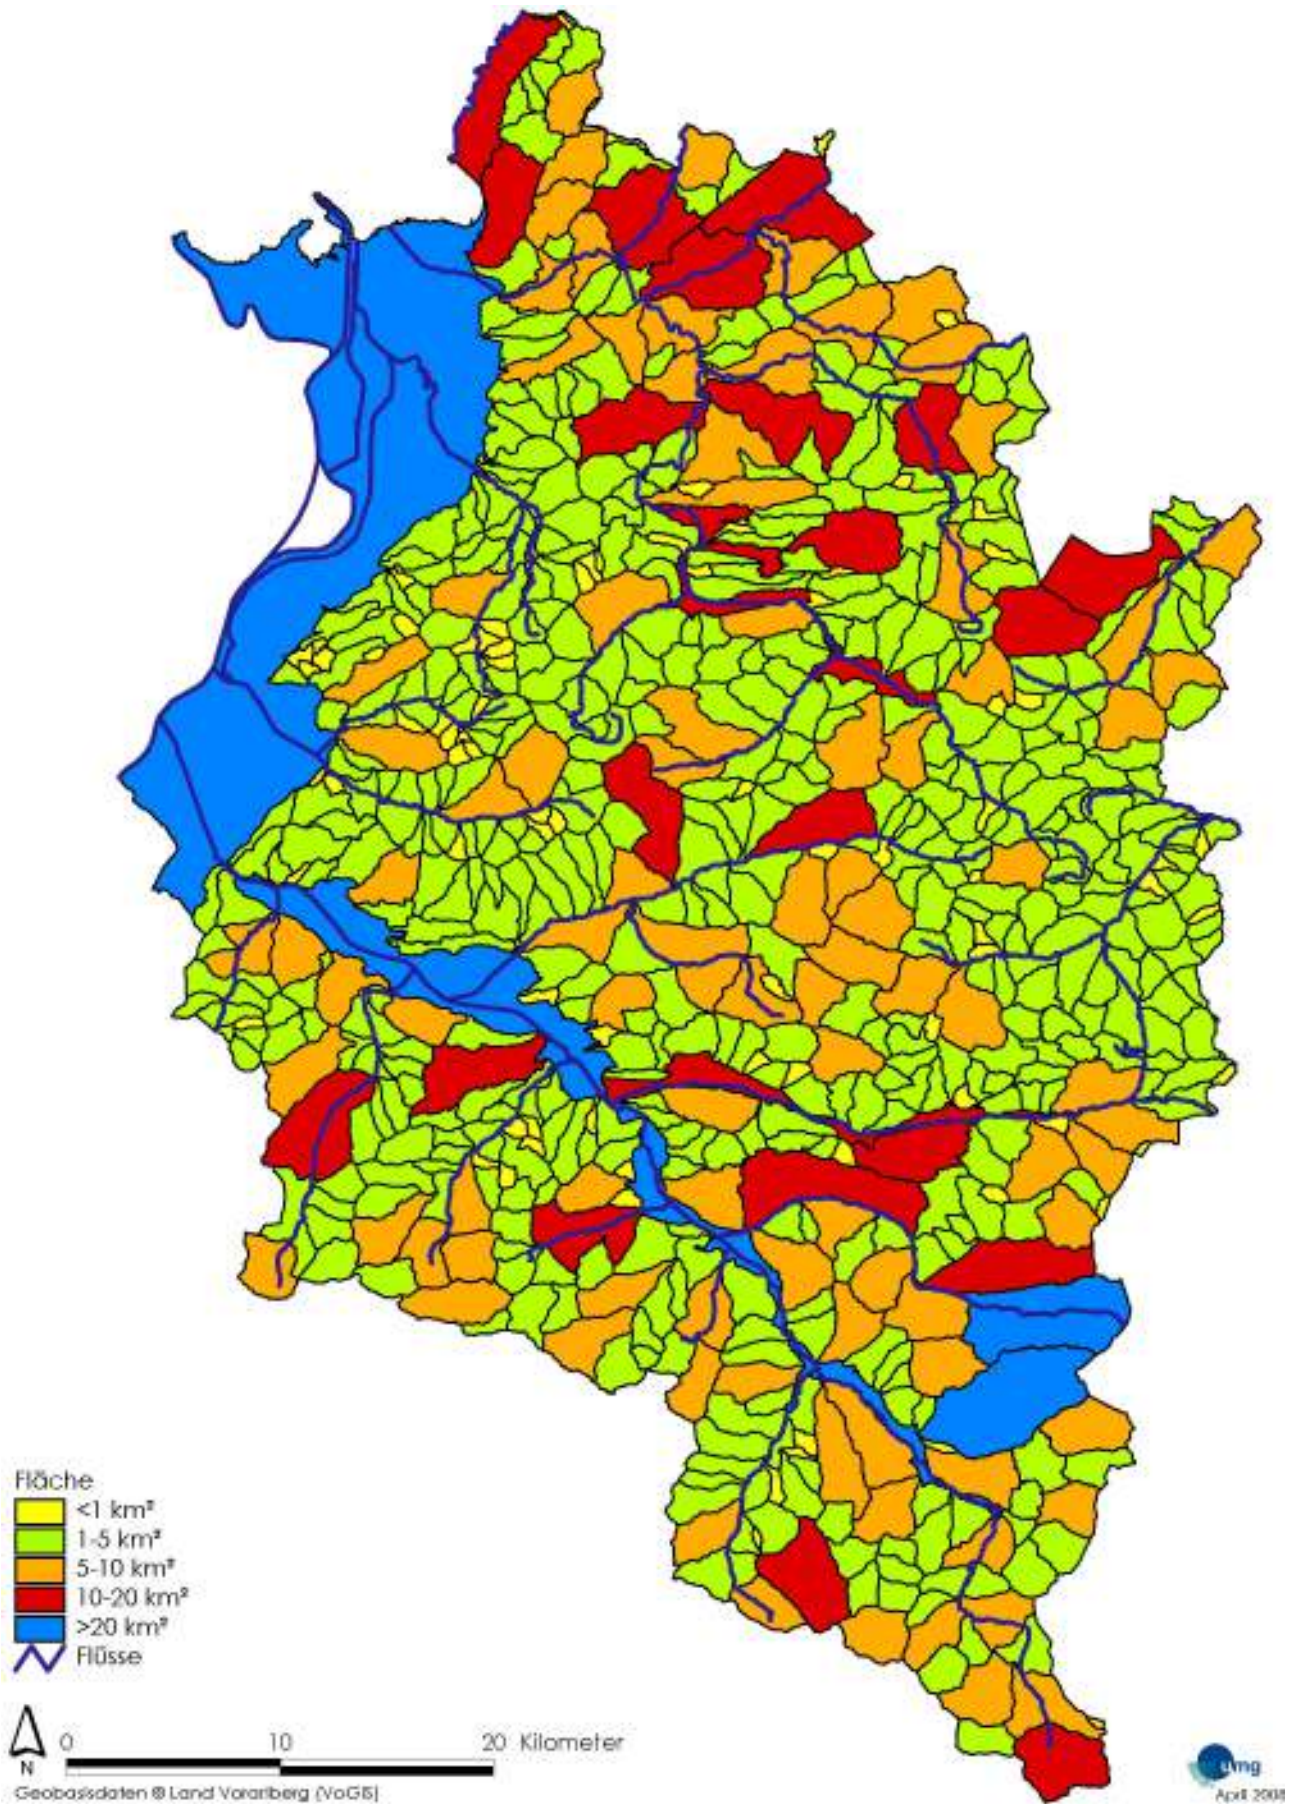 Fläche
<1 km²
1-5 km²
5-10 km²
10-20 km²
>20 km²
Flüsse
0 10 20 Kilometer
N
Geobasisdaten © Land Vorarlberg (VoGIS)
umg
April 2008